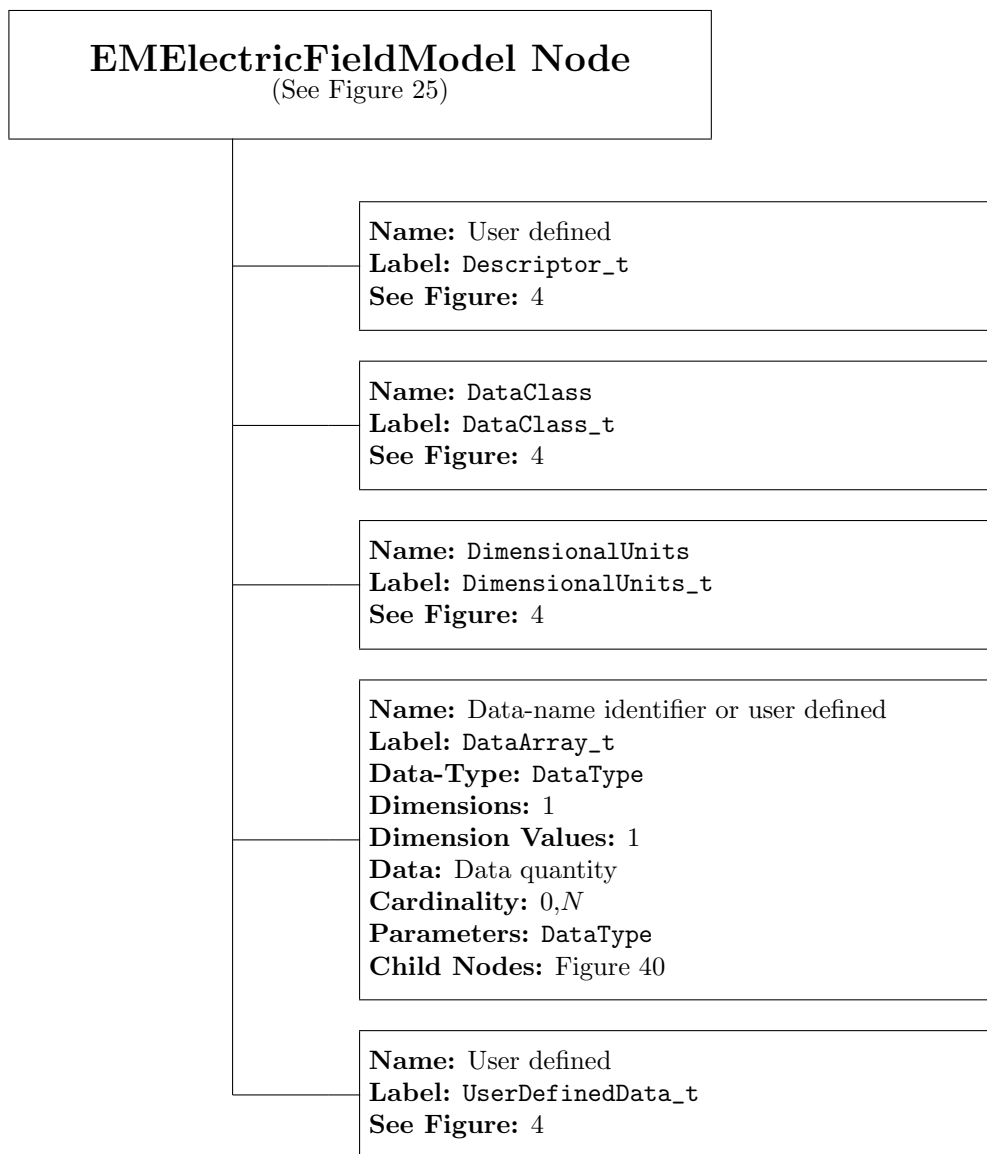 EMElectricFieldModel Node
(See Figure 25)
Name: User defined
Label: Descriptor_t
See Figure: 4
Name: DataClass
Label: DataClass_t
See Figure: 4
Name: DimensionalUnits
Label: DimensionalUnits_t
See Figure: 4
Name: Data-name identifier or user defined
Label: DataArray_t
Data-Type: DataType
Dimensions: 1
Dimension Values: 1
Data: Data quantity
Cardinality: 0,N
Parameters: DataType
Child Nodes: Figure 40
Name: User defined
Label: UserDefinedData_t
See Figure: 4